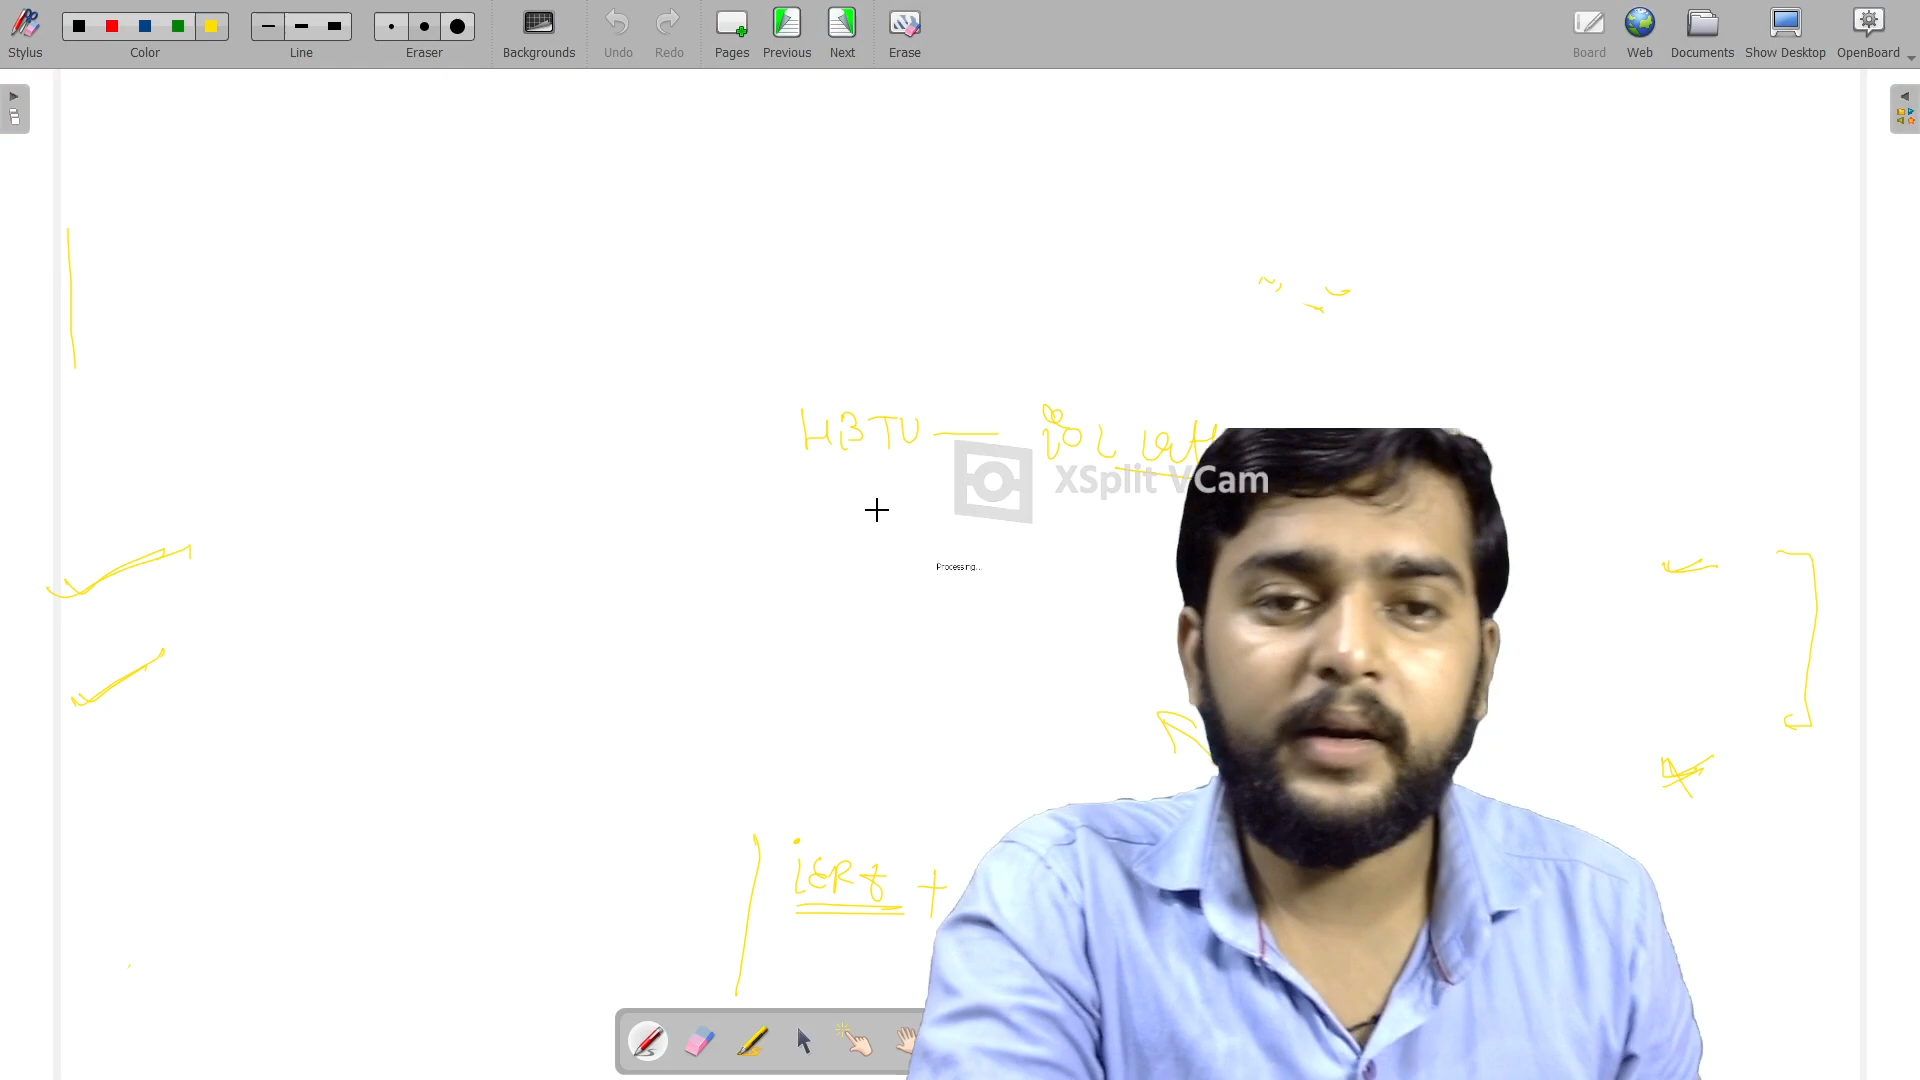 Stylus Color Line Eraser Backgrounds Undo Redo Pages Previous Next Erase Board Web Documents Show Desktop OpenBoard
HBTU —
XSplit VCam
Processing...
iERT +